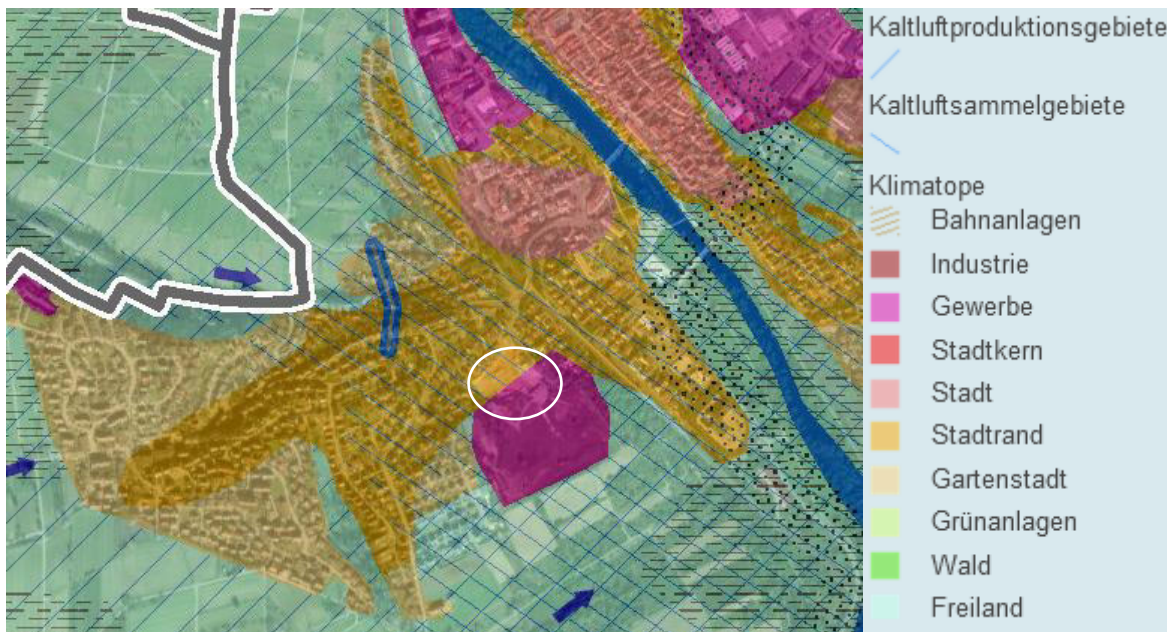 Kaltluftproduktionsgebiete
Kaltluftsammelgebiete
Klimatope
Bahnanlagen
Industrie
Gewerbe
Stadtkern
Stadt
Stadtrand
Gartenstadt
Grünanlagen
Wald
Freiland